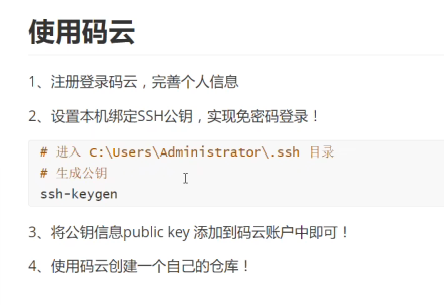 使用码云
1、注册登录码云，完善个人信息
2、设置本机绑定SSH公钥，实现免密码登录！
# 进入 C:\Users\Administrator\.ssh 目录
# 生成公钥
ssh-keygen
3、将公钥信息public key 添加到码云账户中即可！
4、使用码云创建一个自己的仓库！